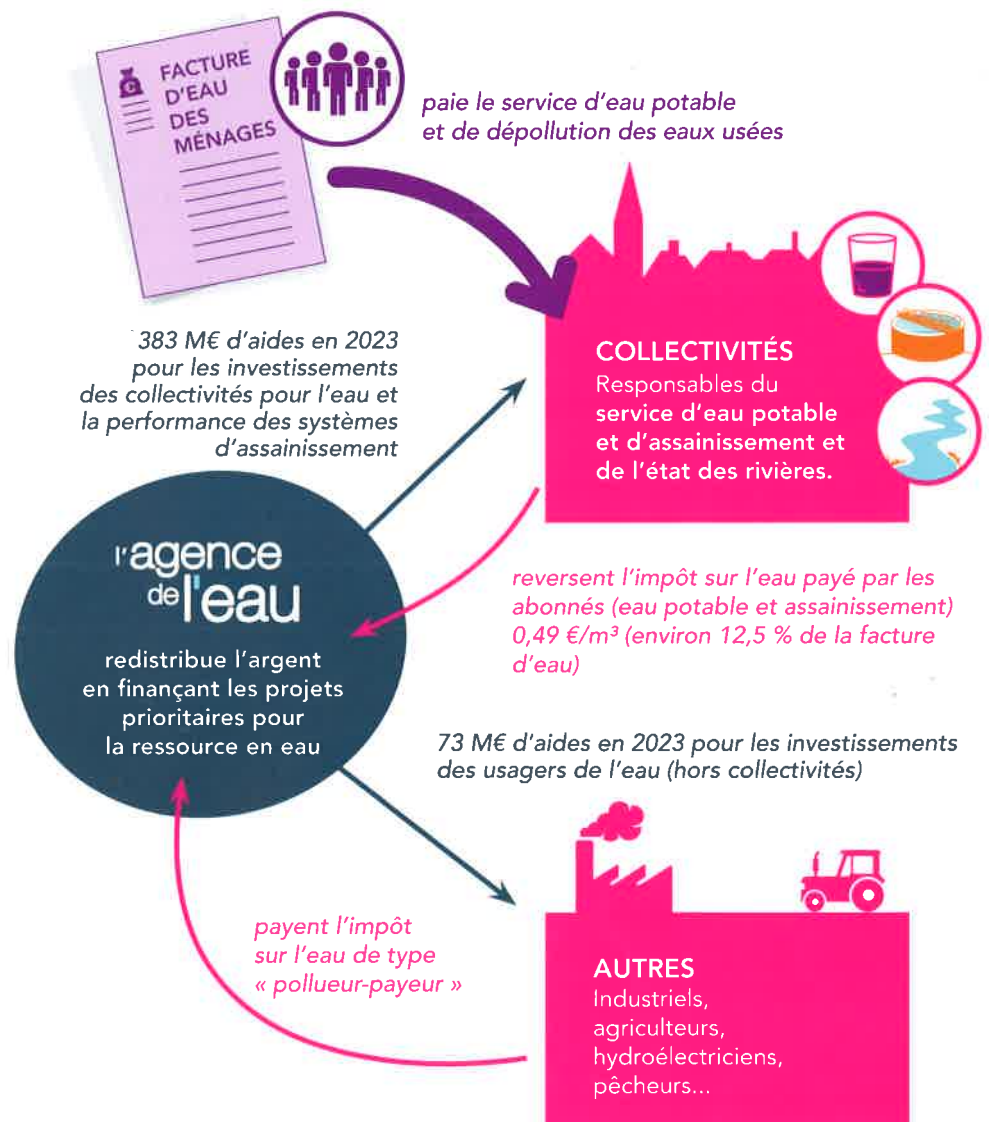 FACTURE
D'EAU
DES
MÉNAGES
paie le service d'eau potable
et de dépollution des eaux usées
383 M€ d'aides en 2023
pour les investissements
des collectivités pour l'eau et
la performance des systèmes
d'assainissement
COLLECTIVITÉS
Responsables du
service d'eau potable
et d'assainissement et
de l'état des rivières.
l'agence
de l'eau
redistribue l'argent
en finançant les projets
prioritaires pour
la ressource en eau
reversent l'impôt sur l'eau payé par les
abonnés (eau potable et assainissement)
0,49 €/m³ (environ 12,5 % de la facture
d'eau)
73 M€ d'aides en 2023 pour les investissements
des usagers de l'eau (hors collectivités)
payent l'impôt
sur l'eau de type
« pollueur-payeur »
AUTRES
Industriels,
agriculteurs,
hydroélectriciens,
pêcheurs...